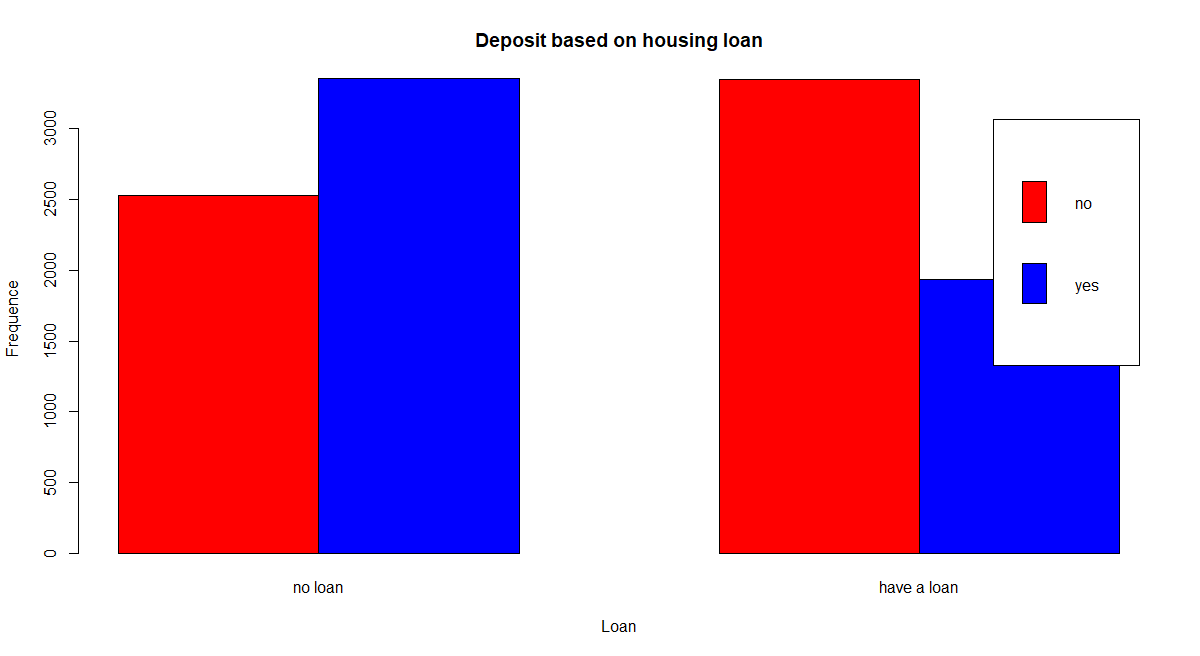 Deposit based on housing loan
Frequence
3000
2500
2000
1500
1000
500
0
no
yes
no loan
have a loan
Loan